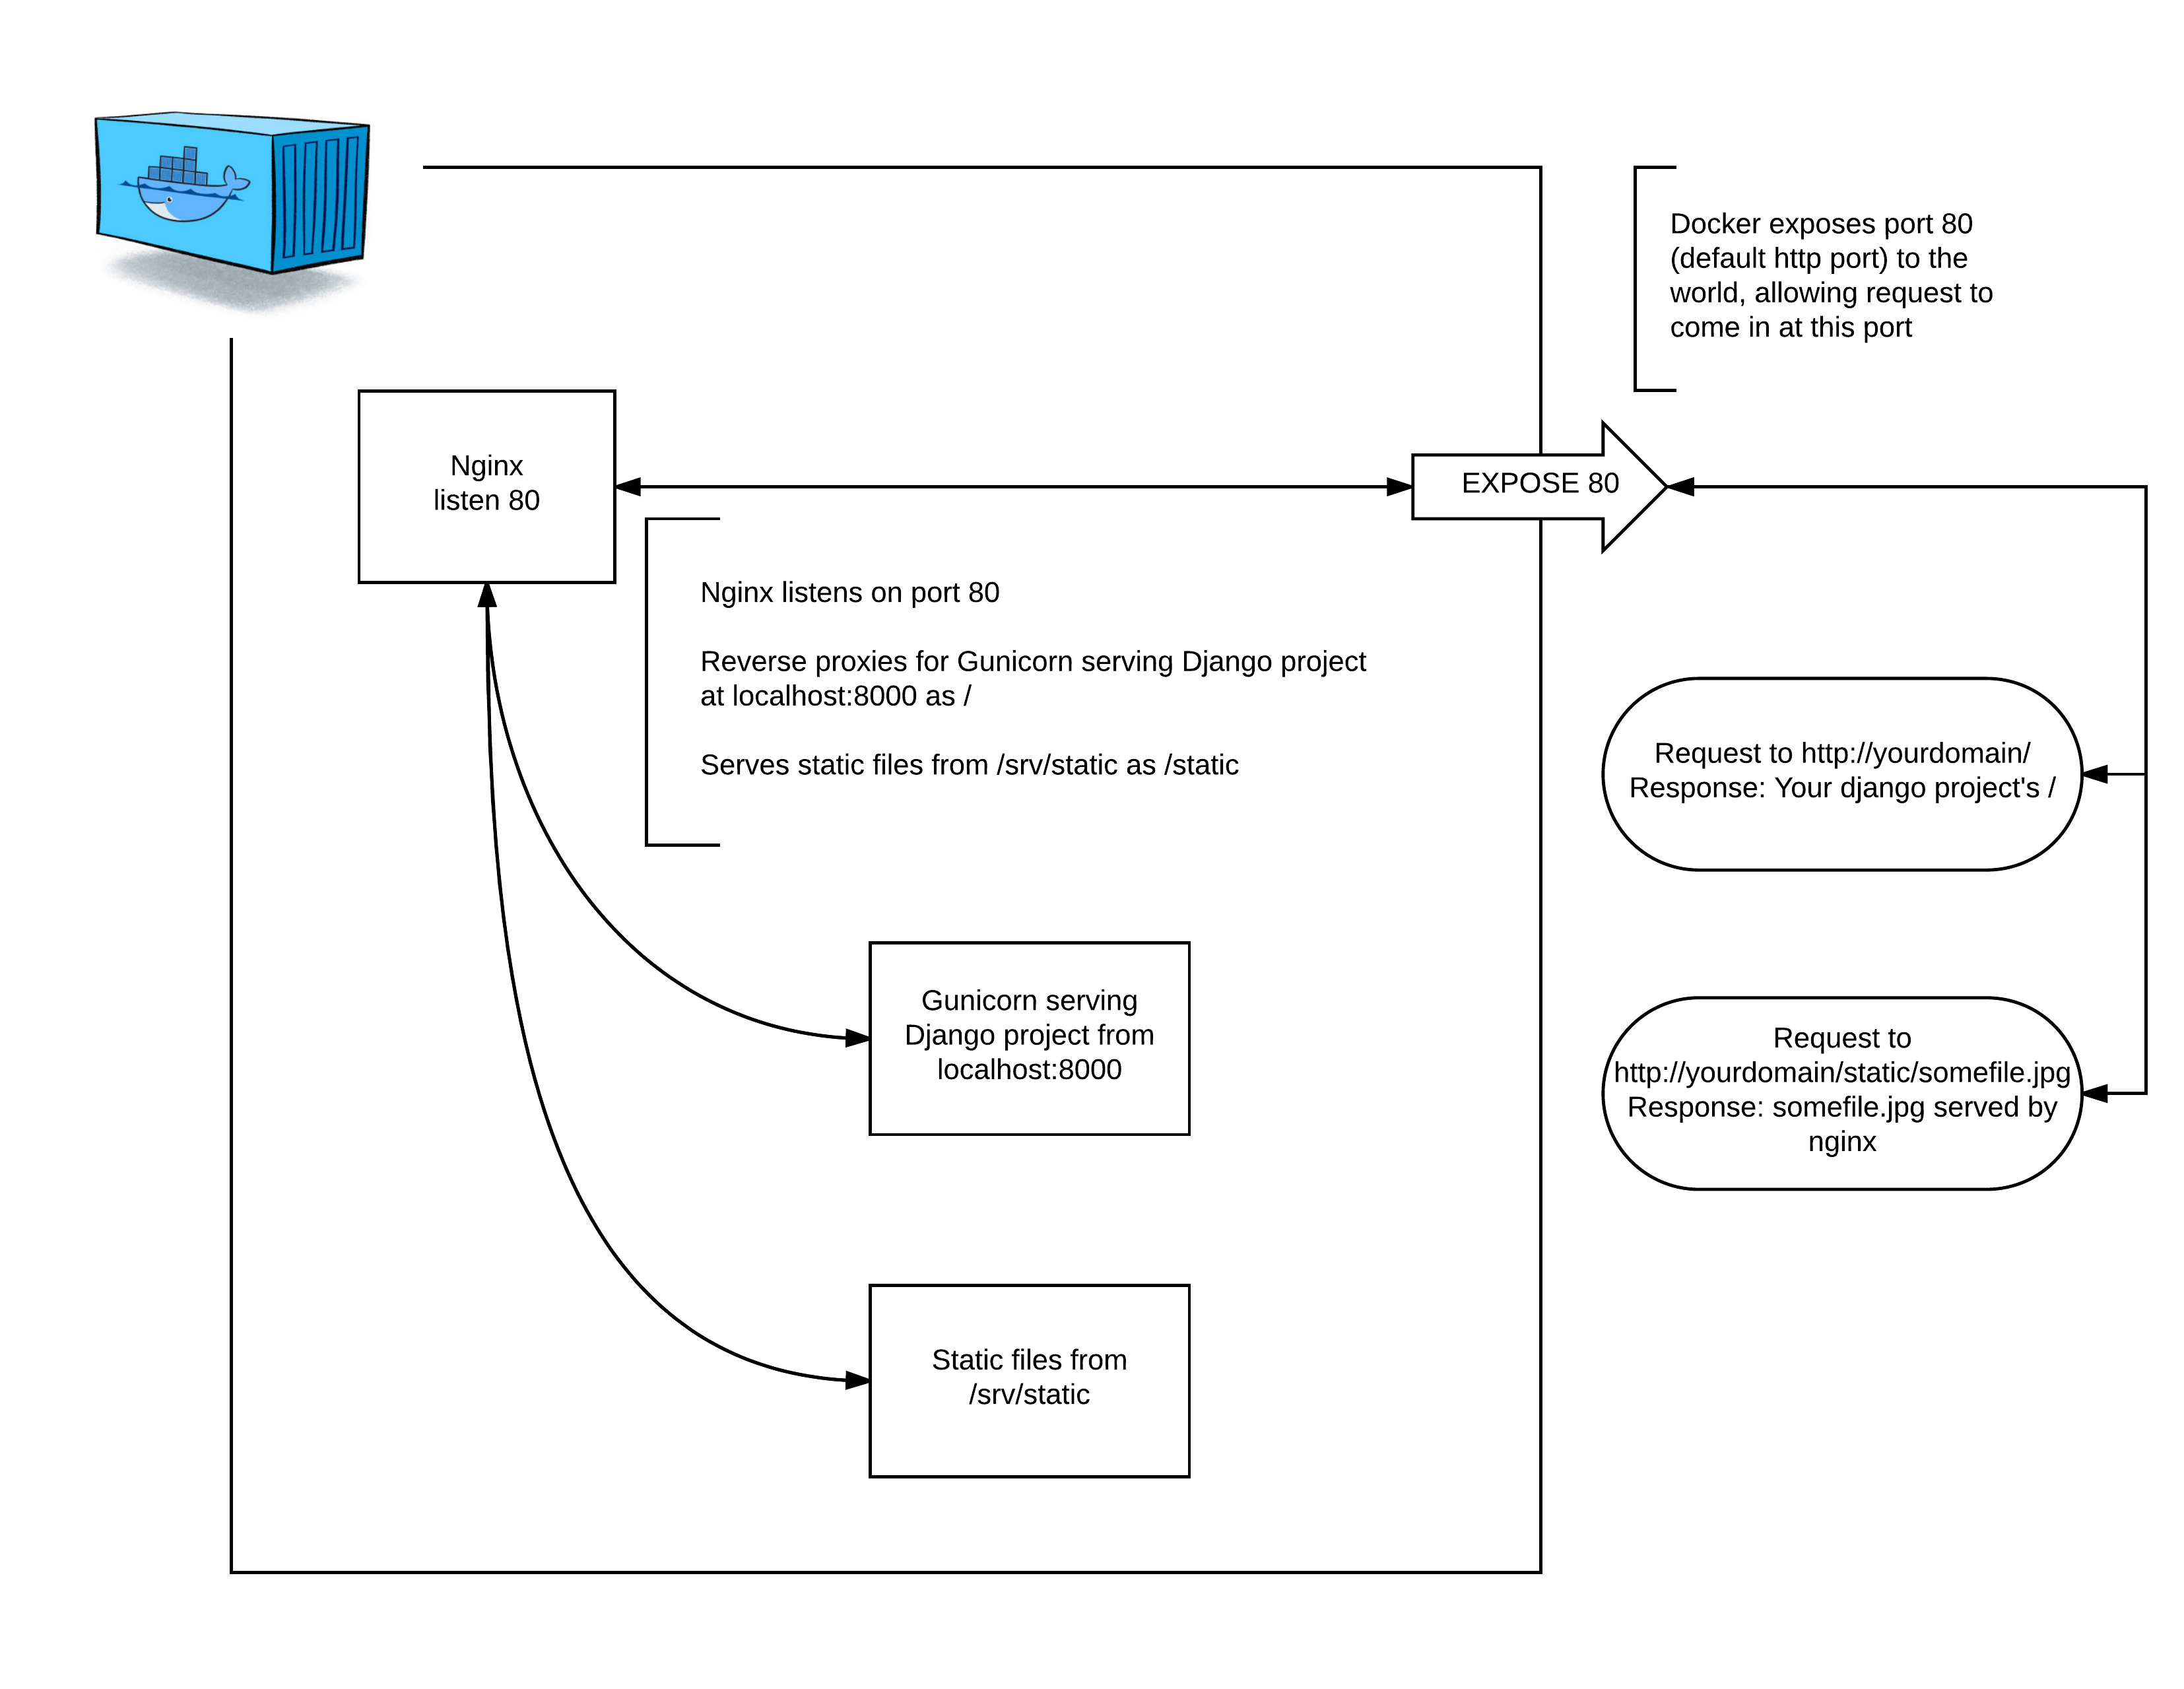 Docker exposes port 80
(default http port) to the
world, allowing request to
come in at this port
Nginx
listen 80
EXPOSE 80
Nginx listens on port 80
Reverse proxies for Gunicorn serving Django project
at localhost:8000 as /
Serves static files from /srv/static as /static
Request to http://yourdomain/
Response: Your django project's /
Gunicorn serving
Django project from
localhost:8000
Request to
http://yourdomain/static/somefile.jpg
Response: somefile.jpg served by
nginx
Static files from
/srv/static